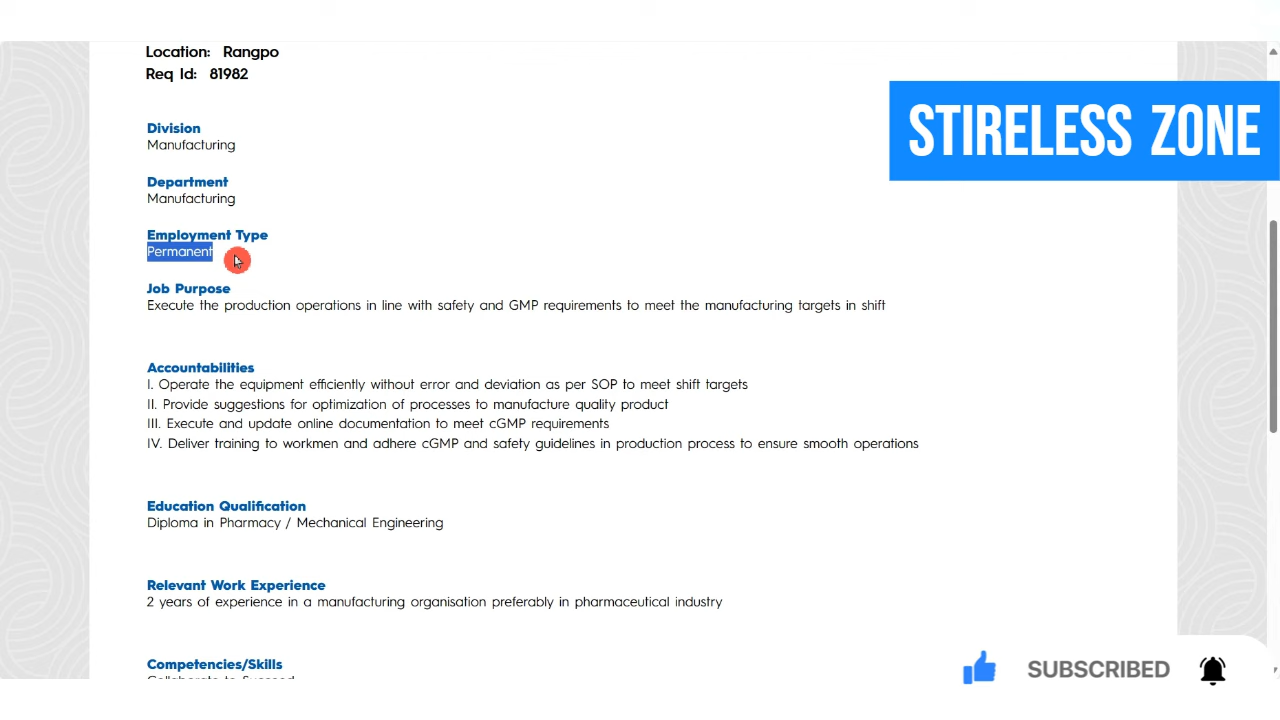 Location: Rangpo
Req Id: 81982
STIRELESS ZONE
Division
Manufacturing
Department
Manufacturing
Employment Type
Permanent
Job Purpose
Execute the production operations in line with safety and GMP requirements to meet the manufacturing targets in shift
Accountabilities
I. Operate the equipment efficiently without error and deviation as per SOP to meet shift targets
II. Provide suggestions for optimization of processes to manufacture quality product
III. Execute and update online documentation to meet cGMP requirements
IV. Deliver training to workmen and adhere cGMP and safety guidelines in production process to ensure smooth operations
Education Qualification
Diploma in Pharmacy / Mechanical Engineering
Relevant Work Experience
2 years of experience in a manufacturing organisation preferably in pharmaceutical industry
Competencies/Skills
Collaborate to Succeed
SUBSCRIBED